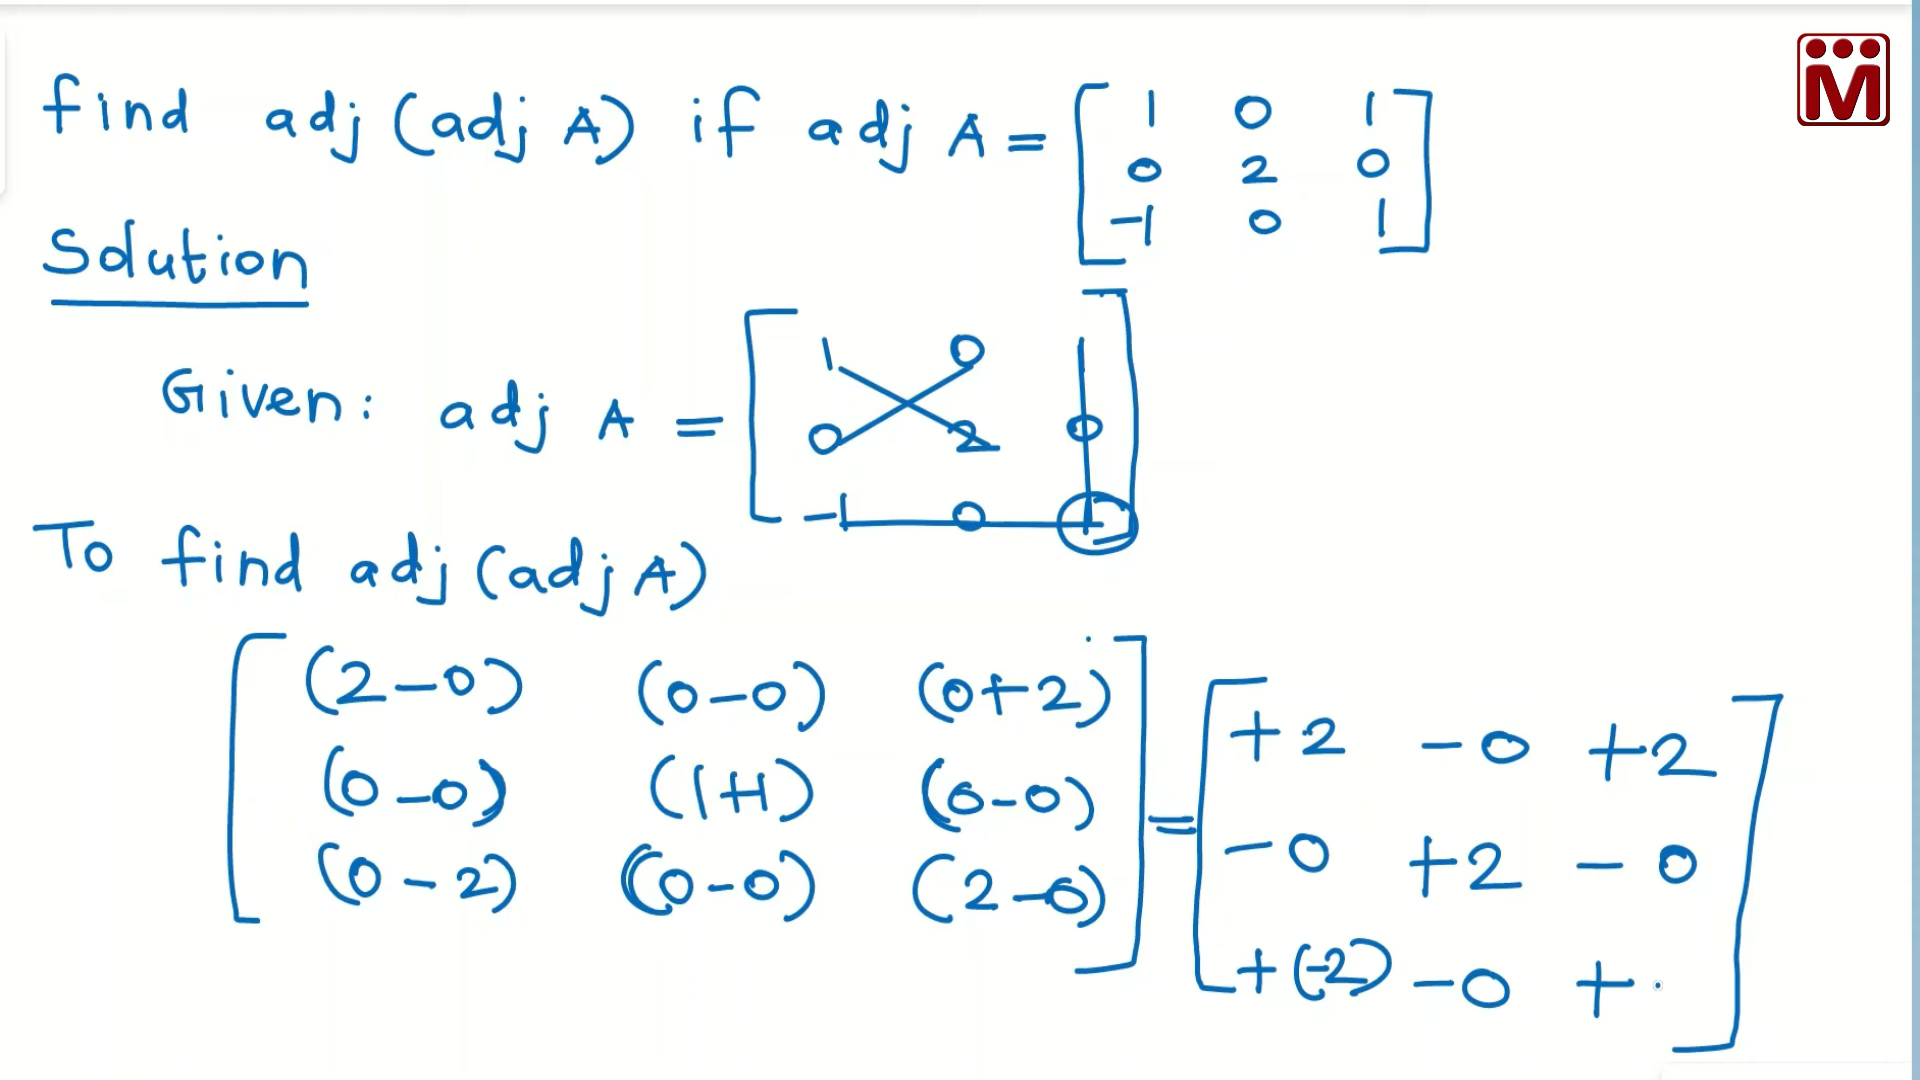 find adj (adj A) if adj A = [ 1 0 1
0 2 0
-1 0 1 ]
Solution
Given: adj A = [ 1 0 1
0 2 0
-1 0 1 ]
To find adj (adj A)
[ (2-0) (0-0) (0+2)
(0-0) (1+1) (0-0)
(0-2) (0-0) (2-0) ] = [ +2 -0 +2
-0 +2 -0
+(-2) -0 + ]
M